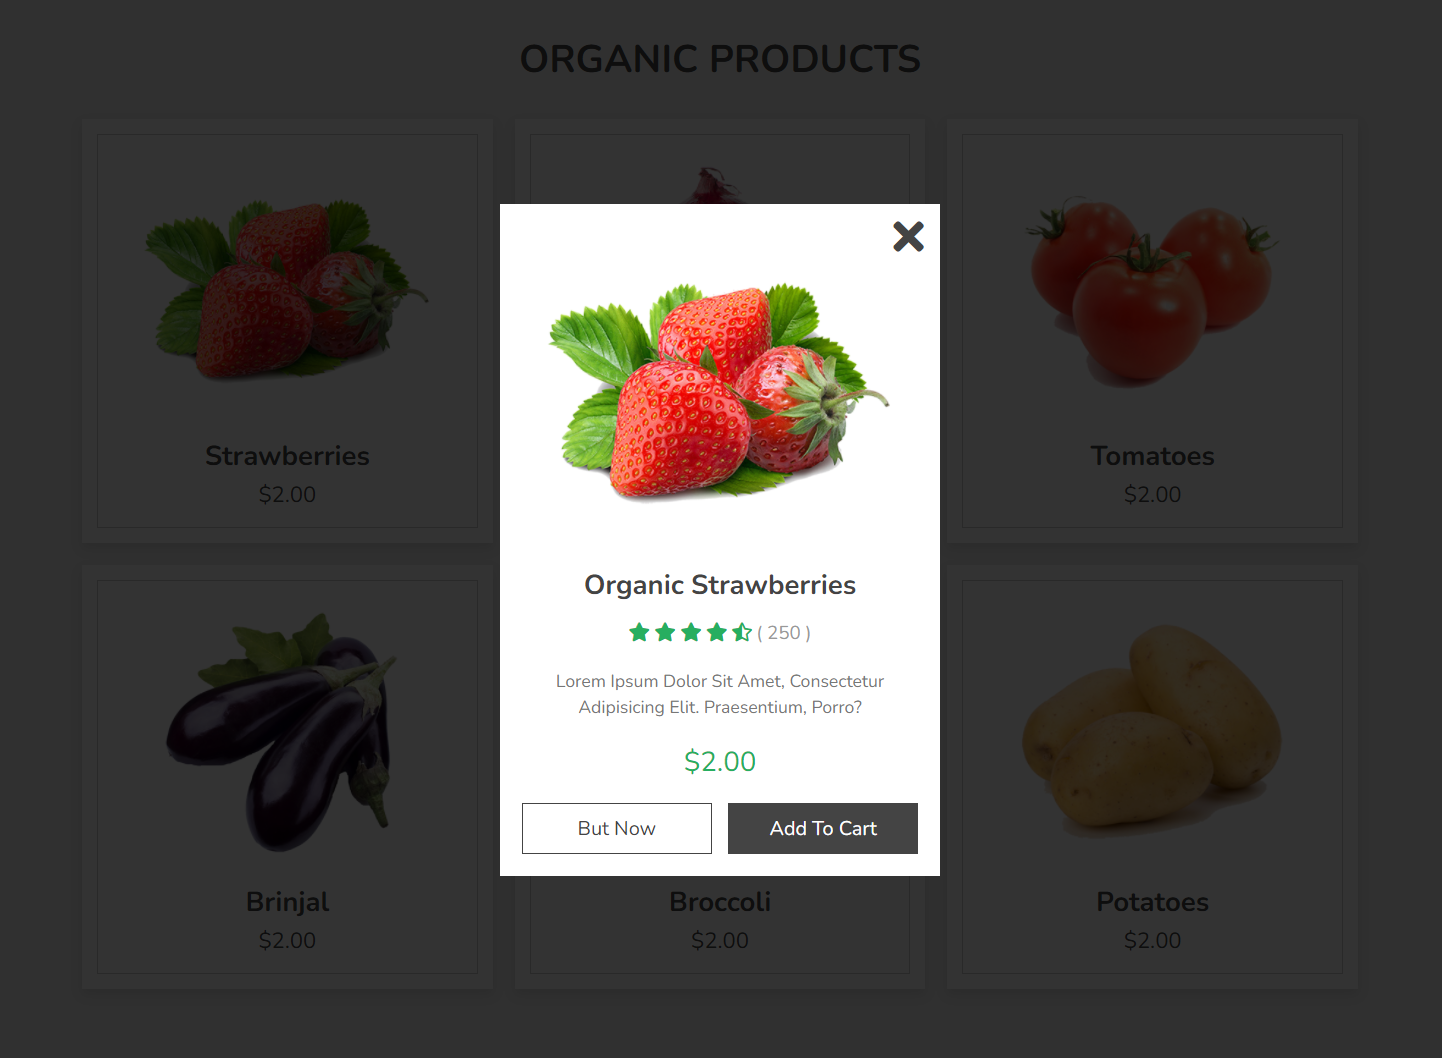 ORGANIC PRODUCTS
Strawberries
$2.00
Tomatoes
$2.00
Organic Strawberries
( 250 )
Lorem Ipsum Dolor Sit Amet, Consectetur
Adipisicing Elit. Praesentium, Porro?
$2.00
But Now
Add To Cart
Brinjal
$2.00
Broccoli
$2.00
Potatoes
$2.00